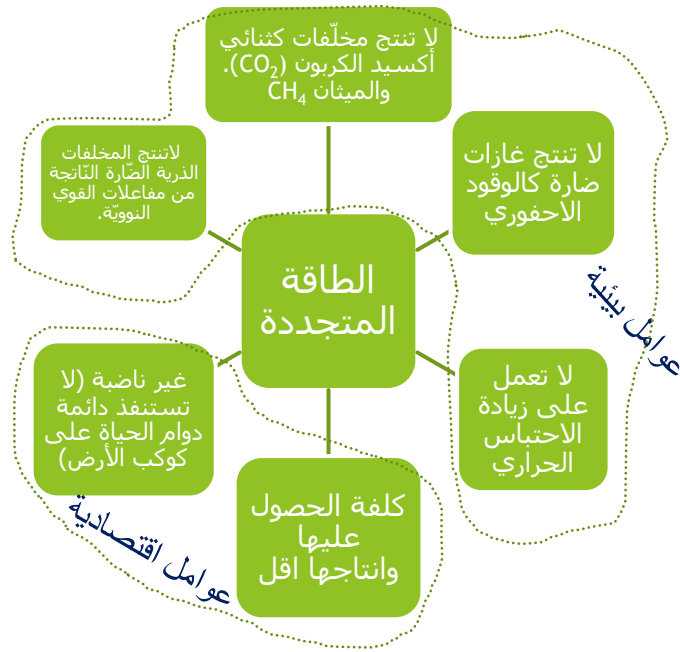 لا تنتج مخلّفات كثنائي
أكسيد الكربون (CO₂).
والميثان CH₄
لا تنتج غازات
ضارة كالوقود
الاحفوري
لاتنتج المخلفات
الذرية الضّارة النّاتجة
من مفاعلات القوي
النوويّة.
الطاقة
المتجددة
عوامل بيئية
لا تعمل
على زيادة
الاحتباس
الحراري
غير ناضبة (لا
تستنفذ دائمة
دوام الحياة على
كوكب الأرض)
كلفة الحصول
عليها
وانتاجها اقل
عوامل اقتصادية